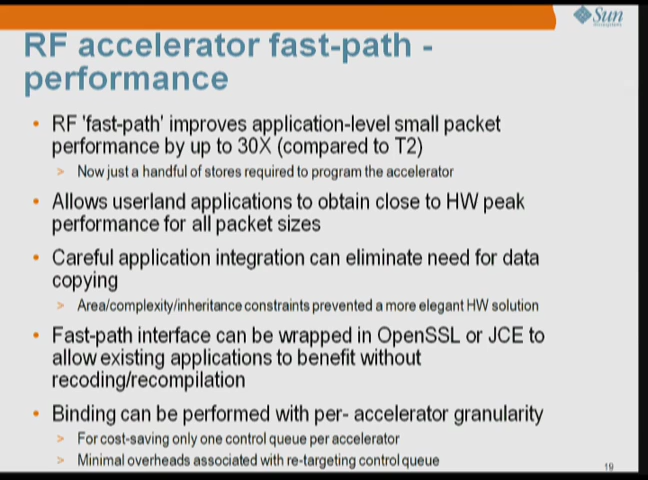 Sun
RF accelerator fast-path -
performance
• RF 'fast-path' improves application-level small packet
performance by up to 30X (compared to T2)
> Now just a handful of stores required to program the accelerator
• Allows userland applications to obtain close to HW peak
performance for all packet sizes
• Careful application integration can eliminate need for data
copying
> Area/complexity/inheritance constraints prevented a more elegant HW solution
• Fast-path interface can be wrapped in OpenSSL or JCE to
allow existing applications to benefit without
recoding/recompilation
• Binding can be performed with per- accelerator granularity
> For cost-saving only one control queue per accelerator
> Minimal overheads associated with re-targeting control queue
19